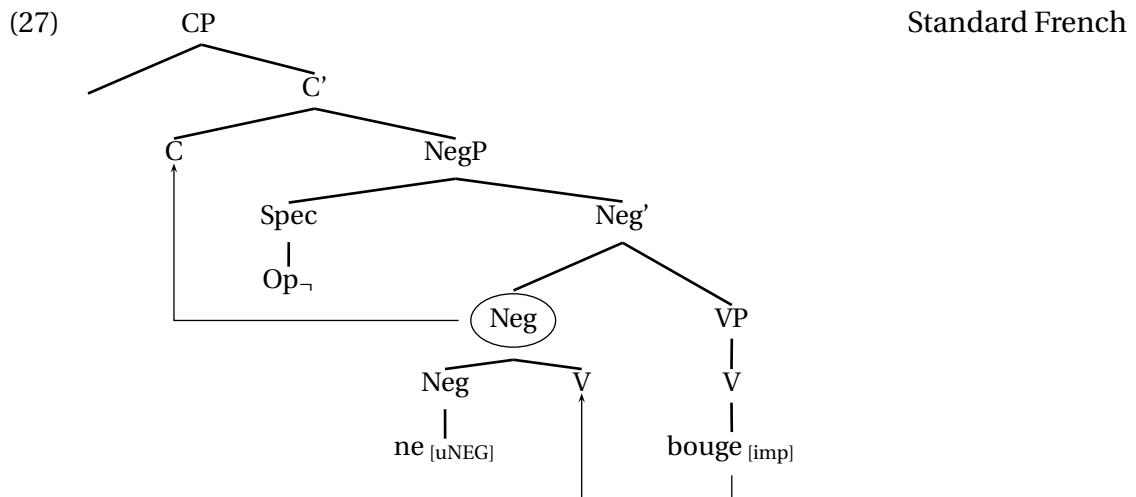 (27) CP Standard French
C’
C NegP
Spec Neg’
Op¬
Neg VP
Neg V V
ne [uNEG] bouge [imp]